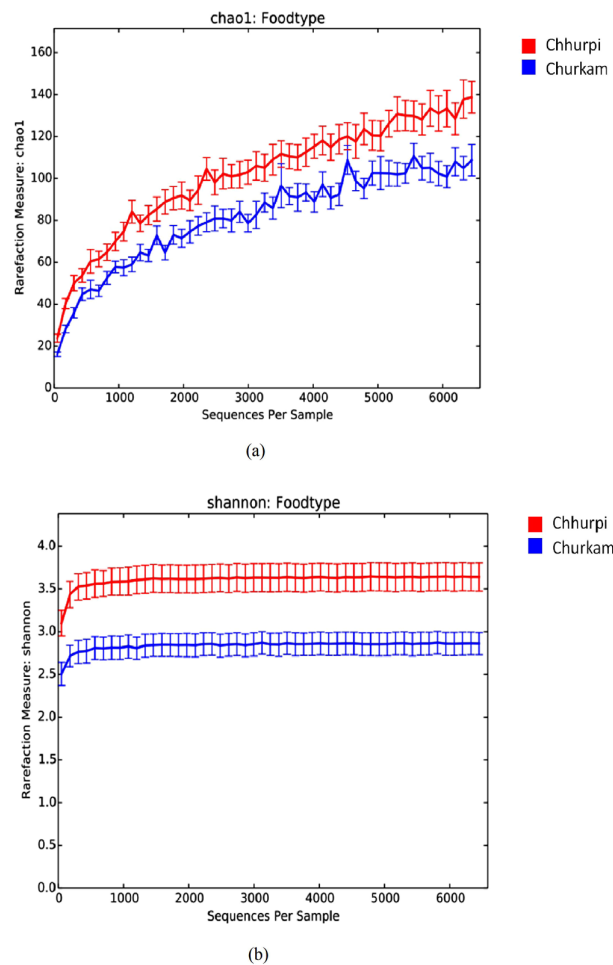 chao1: Foodtype
Chhurpi
Churkam
Rarefaction Measure: chao1
160
140
120
100
80
60
40
20
0
0 1000 2000 3000 4000 5000 6000
Sequences Per Sample
(a)
shannon: Foodtype
Chhurpi
Churkam
Rarefaction Measure: shannon
4.0
3.5
3.0
2.5
2.0
1.5
1.0
0.5
0.0
0 1000 2000 3000 4000 5000 6000
Sequences Per Sample
(b)